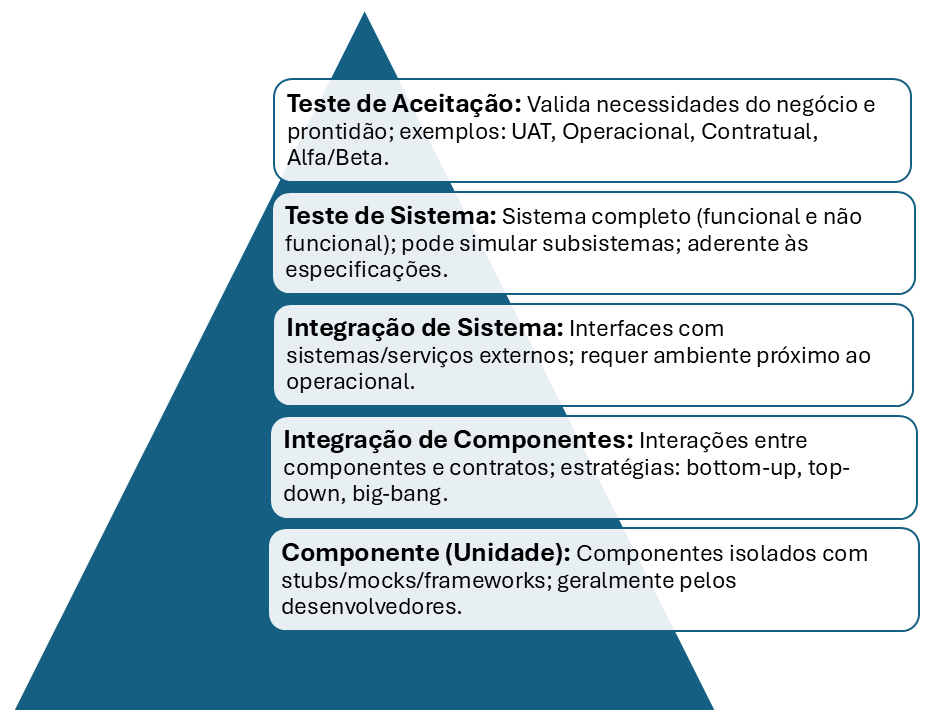 Teste de Aceitação: Valida necessidades do negócio e
prontidão; exemplos: UAT, Operacional, Contratual,
Alfa/Beta.
Teste de Sistema: Sistema completo (funcional e não
funcional); pode simular subsistemas; aderente às
especificações.
Integração de Sistema: Interfaces com
sistemas/serviços externos; requer ambiente próximo ao
operacional.
Integração de Componentes: Interações entre
componentes e contratos; estratégias: bottom-up, top-
down, big-bang.
Componente (Unidade): Componentes isolados com
stubs/mocks/frameworks; geralmente pelos
desenvolvedores.